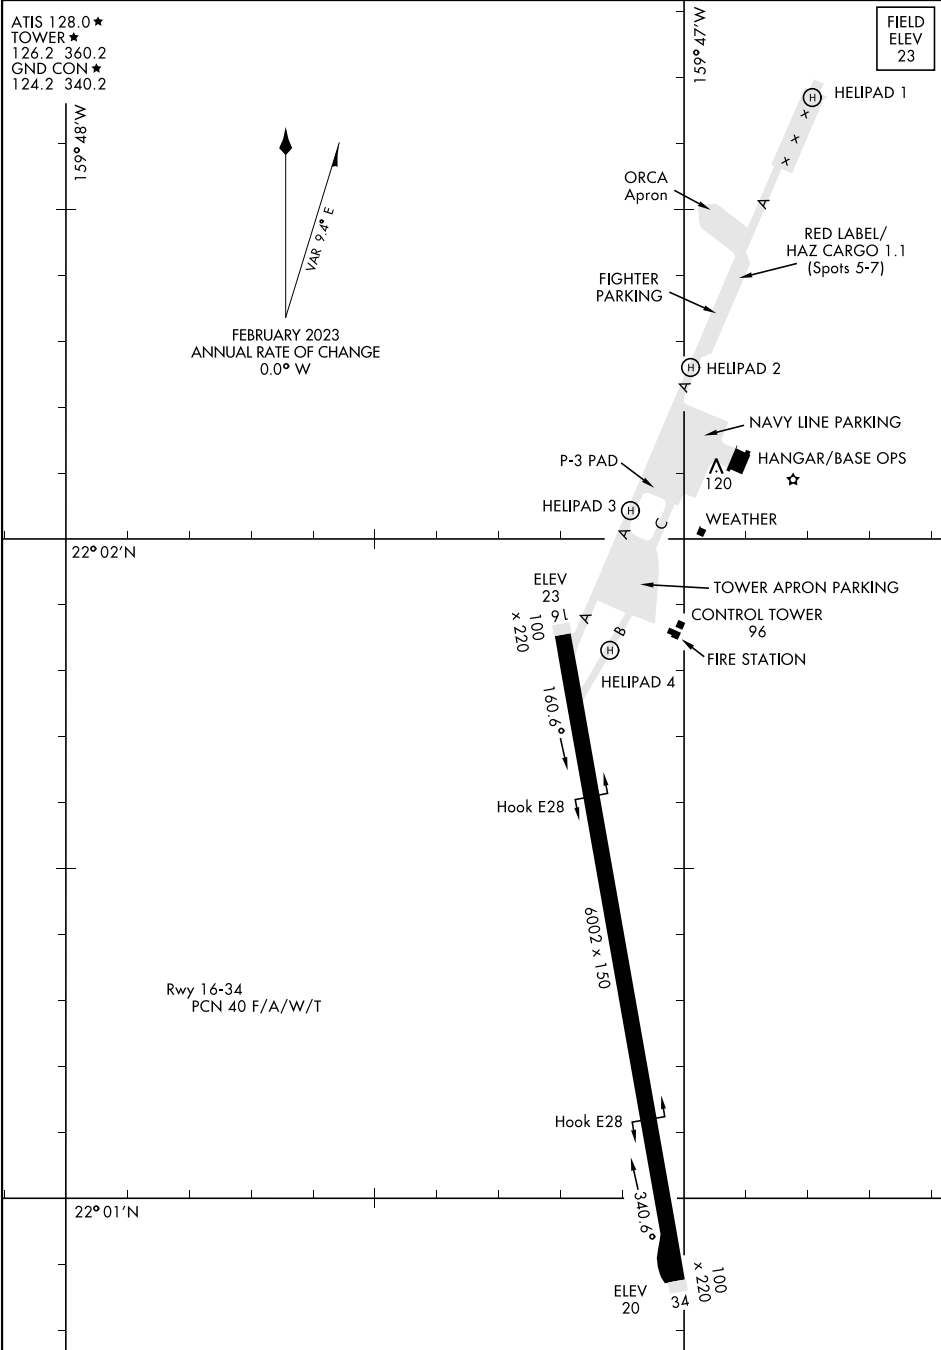 ATIS 128.0 ★
TOWER ★
126.2 360.2
GND CON ★
124.2 340.2
159° 48'W
159° 47'W
FIELD
ELEV
23
VAR 9.4° E
FEBRUARY 2023
ANNUAL RATE OF CHANGE
0.0° W
H
HELIPAD 1
x
x
x
ORCA
Apron
A
RED LABEL/
HAZ CARGO 1.1
(Spots 5-7)
FIGHTER
PARKING
H
HELIPAD 2
A
NAVY LINE PARKING
HANGAR/BASE OPS
P-3 PAD
120
HELIPAD 3
H
C
A
WEATHER
22° 02'N
TOWER APRON PARKING
ELEV
23
16
100
x 220
A
B
CONTROL TOWER
96
FIRE STATION
H
HELIPAD 4
160.6°
Hook E28
6002 x 150
Rwy 16-34
PCN 40 F/A/W/T
Hook E28
340.6°
22° 01'N
ELEV
20
34
100
x 220